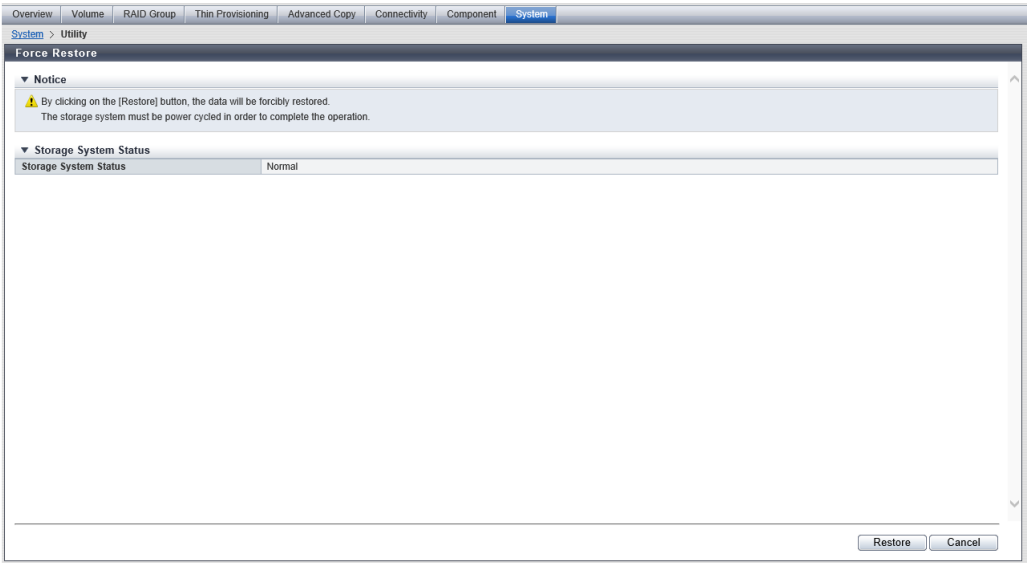 Overview Volume RAID Group Thin Provisioning Advanced Copy Connectivity Component System
System > Utility
Force Restore
Notice
By clicking on the [Restore] button, the data will be forcibly restored.
The storage system must be power cycled in order to complete the operation.
Storage System Status
Storage System Status Normal
Restore Cancel